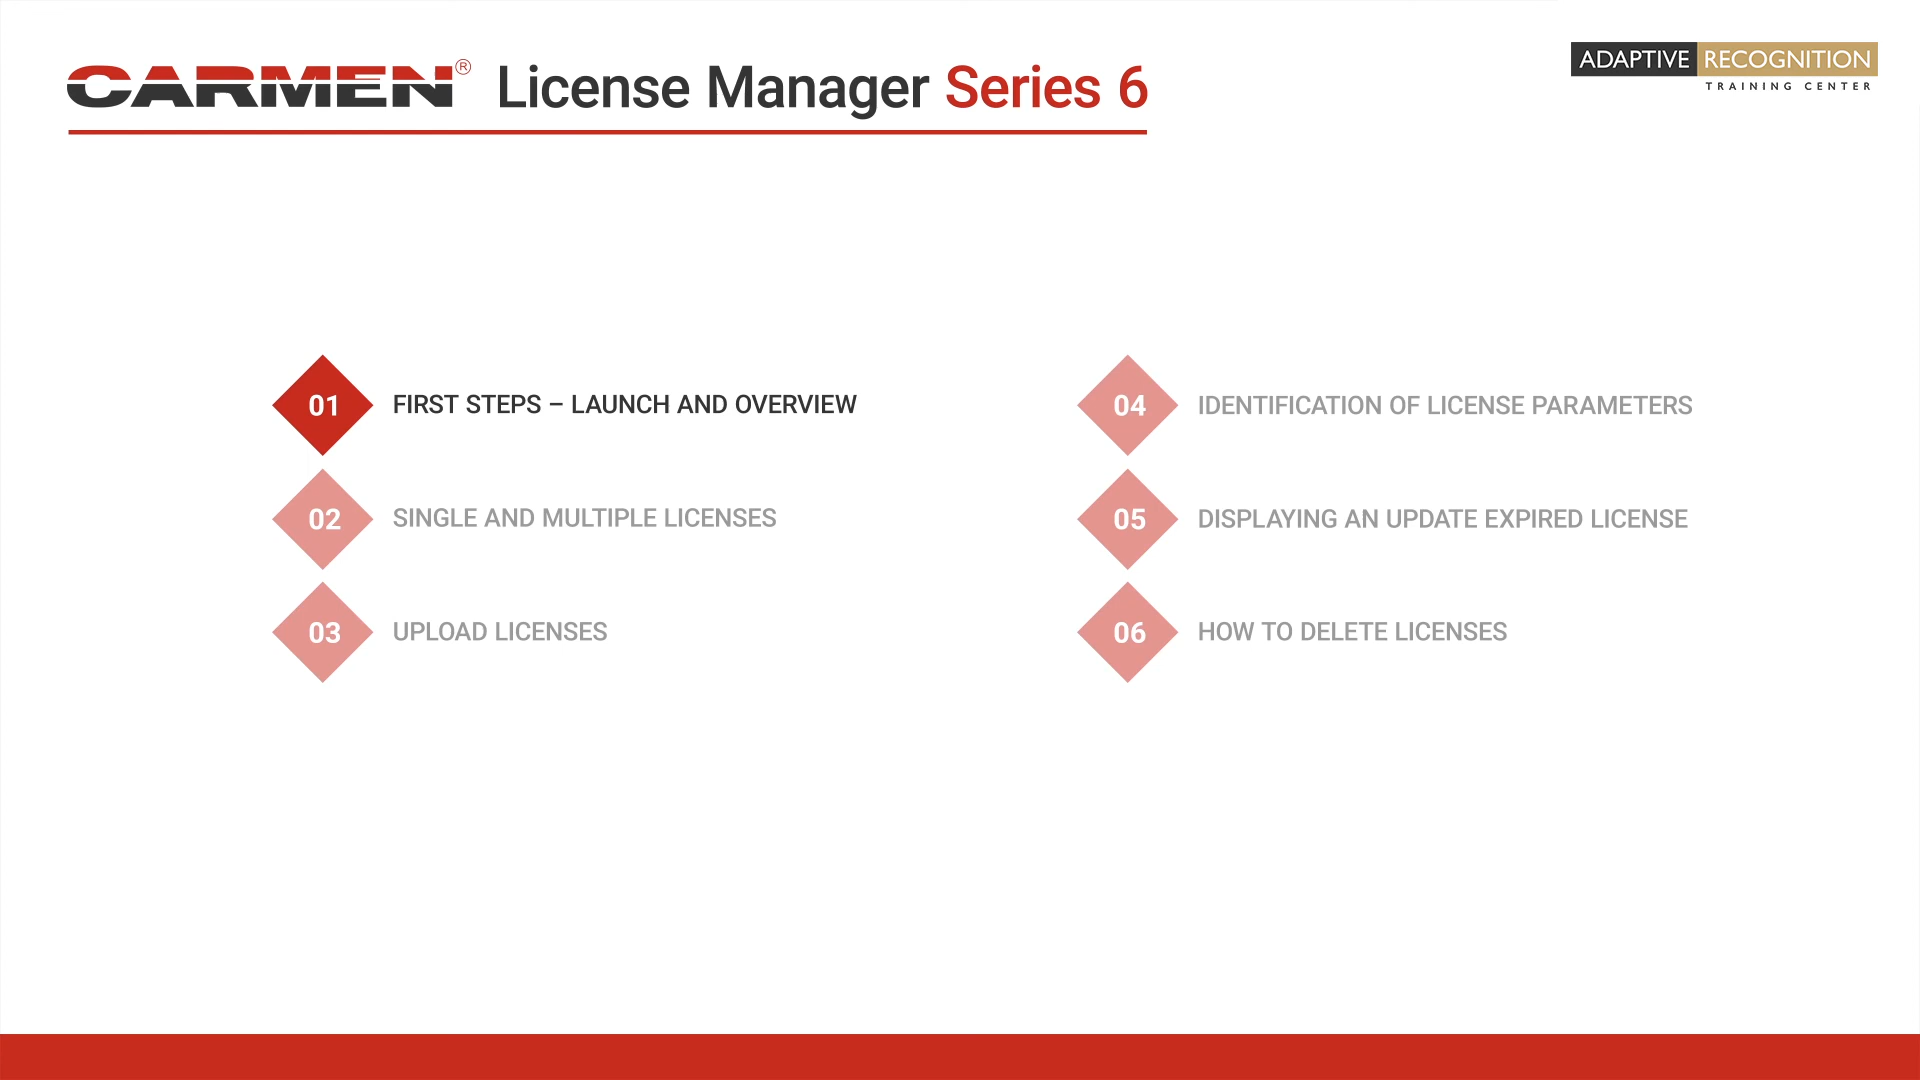 CARMEN® License Manager Series 6
ADAPTIVE RECOGNITION
TRAINING CENTER
01 FIRST STEPS – LAUNCH AND OVERVIEW
02 SINGLE AND MULTIPLE LICENSES
03 UPLOAD LICENSES
04 IDENTIFICATION OF LICENSE PARAMETERS
05 DISPLAYING AN UPDATE EXPIRED LICENSE
06 HOW TO DELETE LICENSES